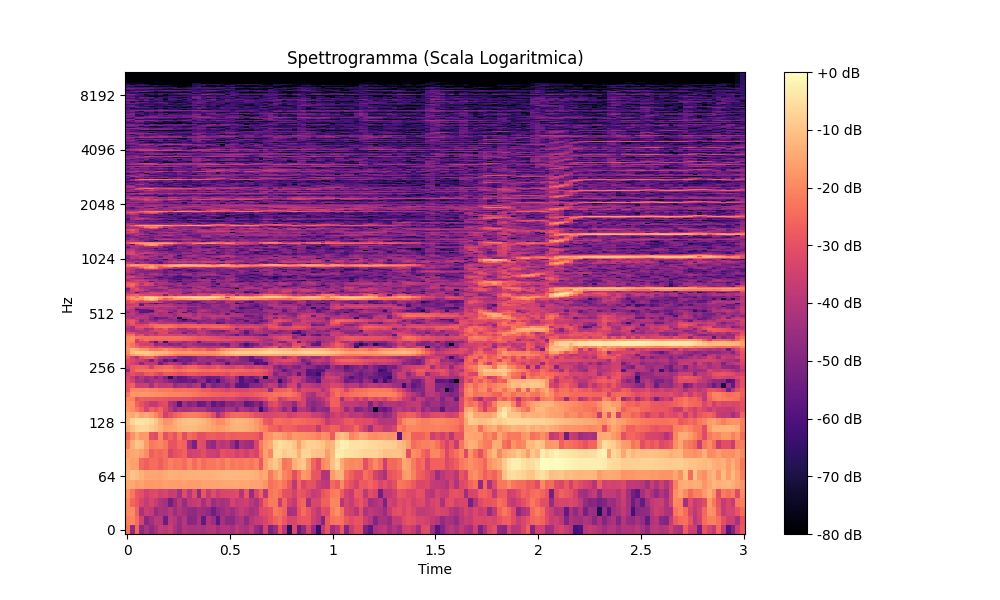 Spettrogramma (Scala Logaritmica)
Hz
8192
4096
2048
1024
512
256
128
64
0
0
0.5
1
1.5
2
2.5
3
Time
+0 dB
-10 dB
-20 dB
-30 dB
-40 dB
-50 dB
-60 dB
-70 dB
-80 dB